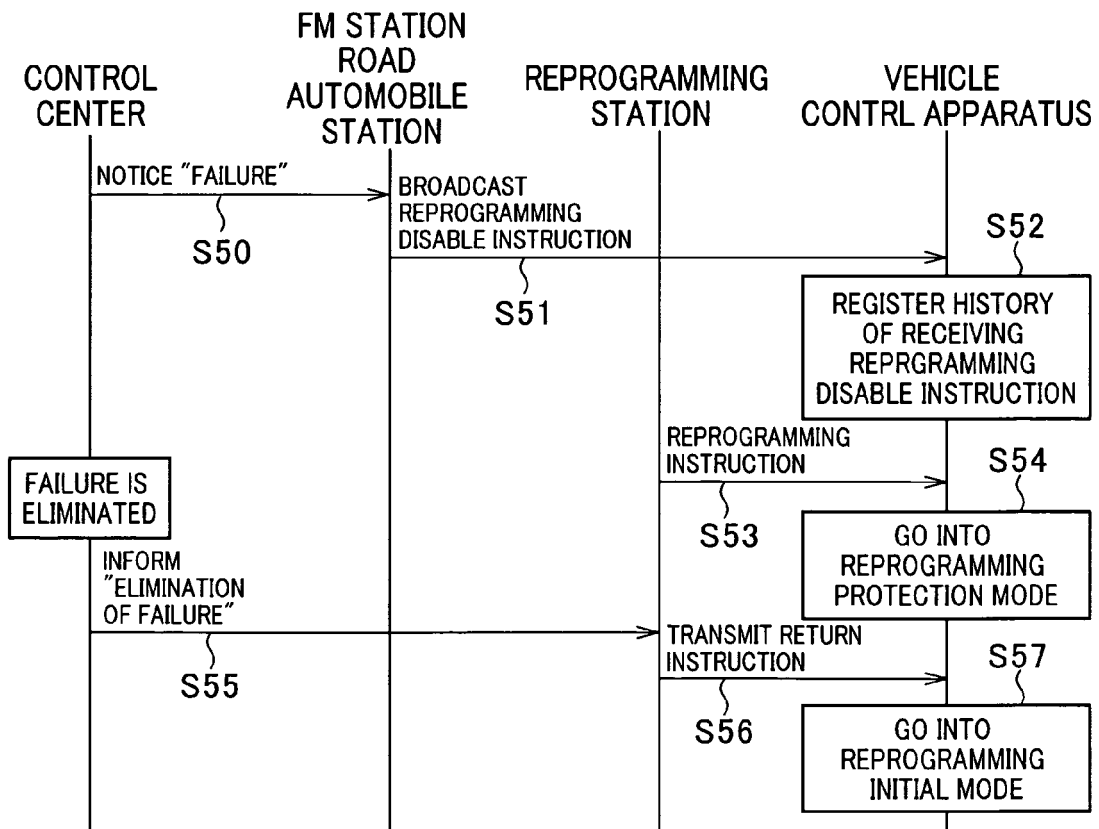 CONTROL
CENTER
FM STATION
ROAD
AUTOMOBILE
STATION
REPROGRAMMING
STATION
VEHICLE
CONTRL APPARATUS
NOTICE "FAILURE"
S50
BROADCAST
REPROGRAMMING
DISABLE INSTRUCTION
S51
S52
REGISTER HISTORY
OF RECEIVING
REPRGRAMMING
DISABLE INSTRUCTION
REPROGRAMMING
INSTRUCTION
S53
S54
GO INTO
REPROGRAMMING
PROTECTION MODE
FAILURE IS
ELIMINATED
INFORM
"ELIMINATION
OF FAILURE"
S55
TRANSMIT RETURN
INSTRUCTION
S56
S57
GO INTO
REPROGRAMMING
INITIAL MODE